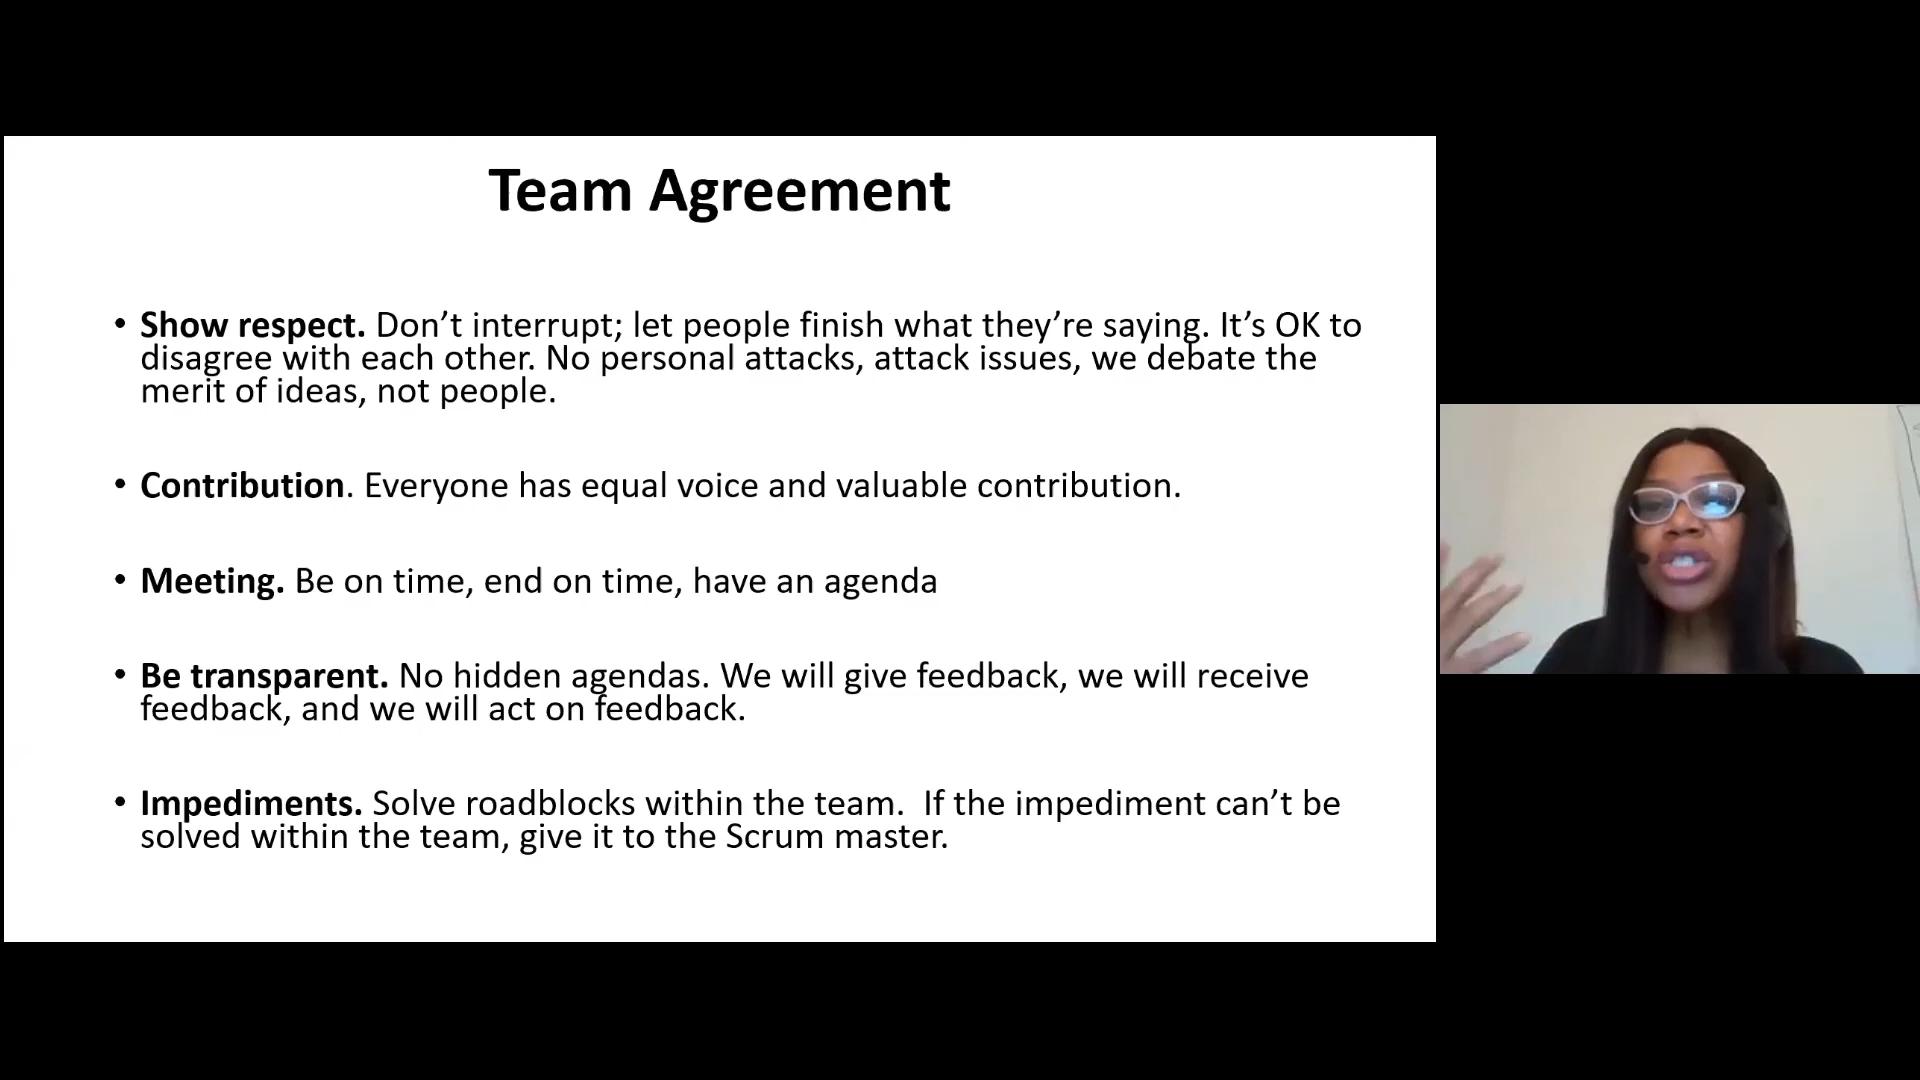 Team Agreement
• Show respect. Don’t interrupt; let people finish what they’re saying. It’s OK to
disagree with each other. No personal attacks, attack issues, we debate the
merit of ideas, not people.
• Contribution. Everyone has equal voice and valuable contribution.
• Meeting. Be on time, end on time, have an agenda
• Be transparent. No hidden agendas. We will give feedback, we will receive
feedback, and we will act on feedback.
• Impediments. Solve roadblocks within the team.  If the impediment can’t be
solved within the team, give it to the Scrum master.